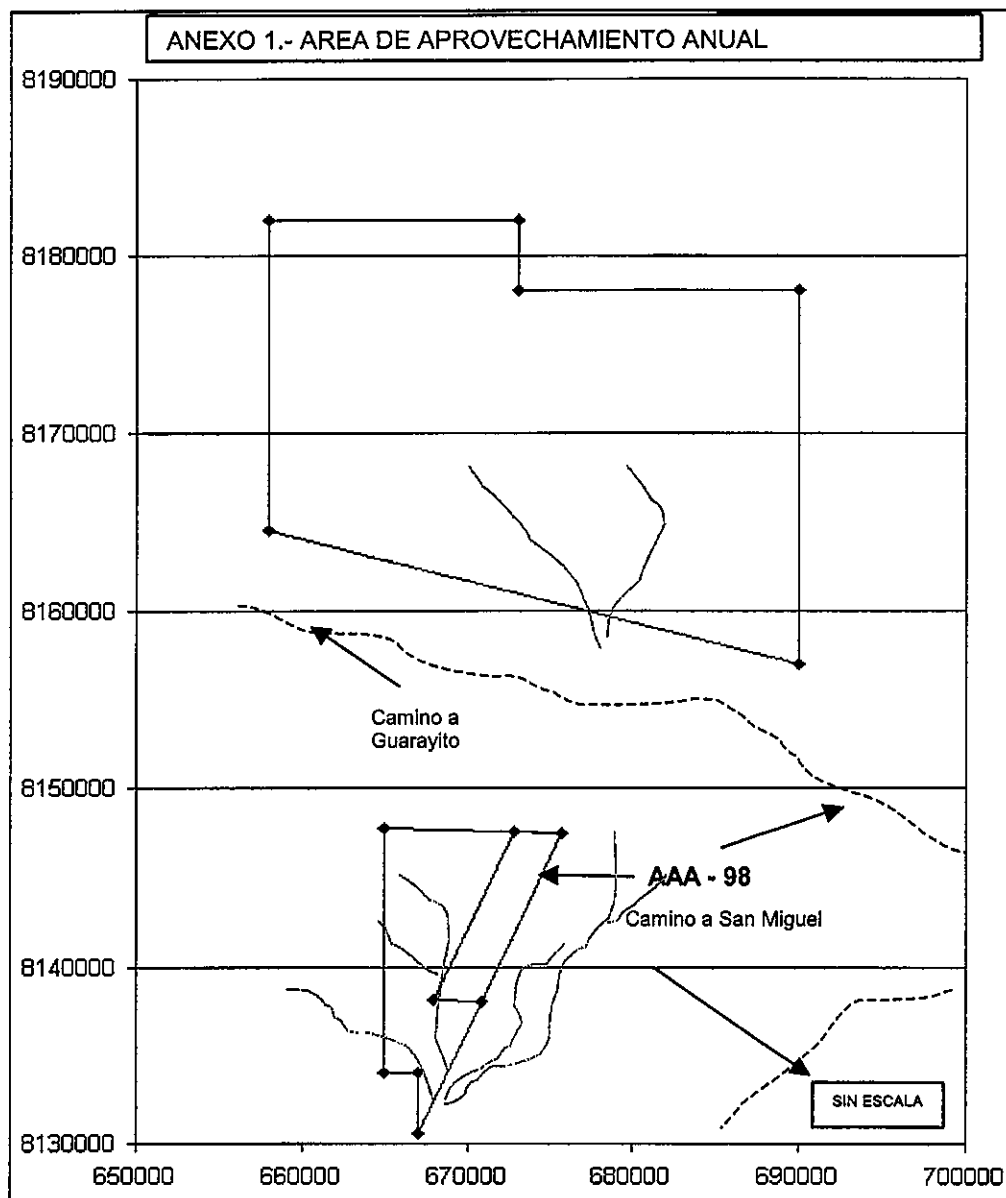 ANEXO 1.- AREA DE APROVECHAMIENTO ANUAL
8190000
8180000
8170000
8160000
Camino a
Guarayito
8150000
AAA - 98
Camino a San Miguel
8140000
SIN ESCALA
8130000
650000 660000 670000 680000 690000 700000